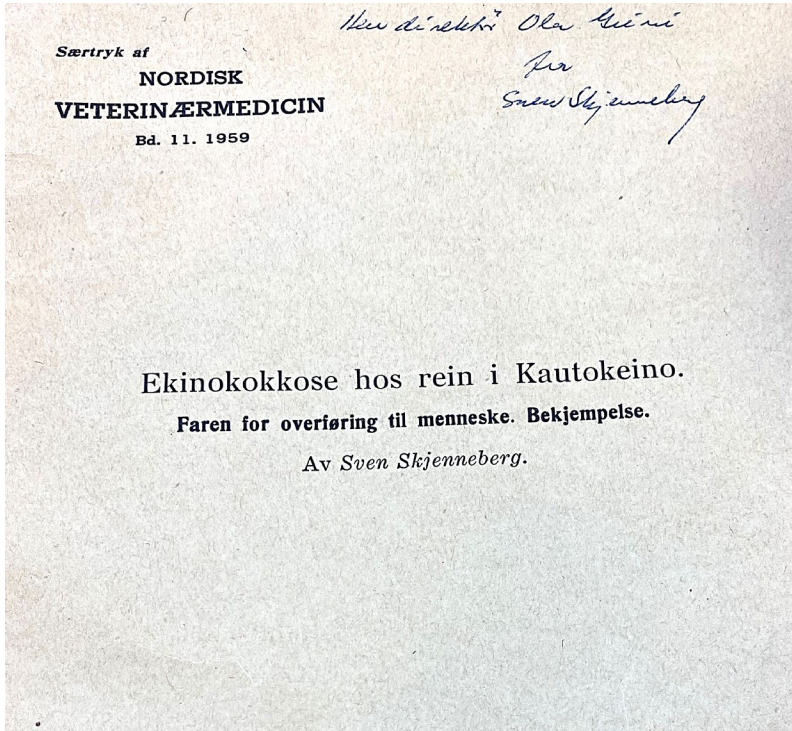 Herr direktör Ola
fra
Sven Skjenneberg
Særtryk af
NORDISK
VETERINÆRMEDICIN
Bd. 11. 1959
Ekinokokkose hos rein i Kautokeino.
Faren for overføring til menneske. Bekjempelse.
Av Sven Skjenneberg.